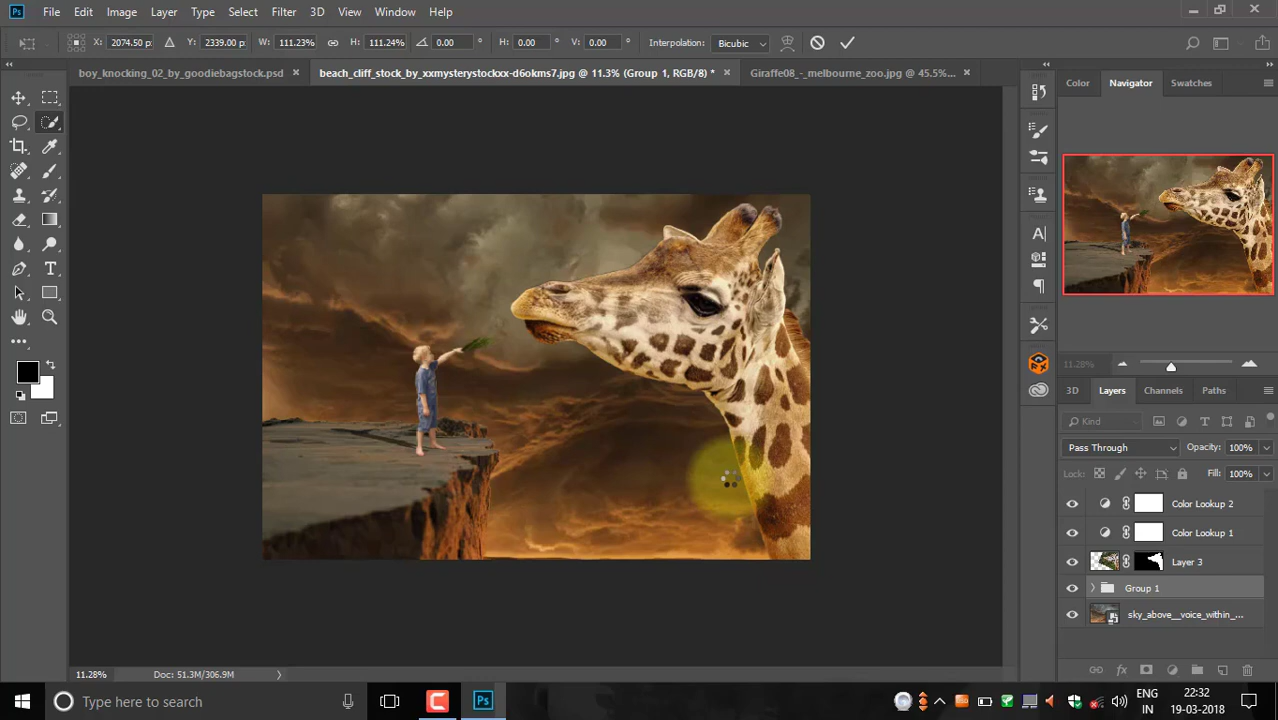 Ps File Edit Image Layer Type Select Filter 3D View Window Help
X: 2074.50 p: Y: 2339.00 p: W: 111.23% H: 111.24% 0.00 ° H: 0.00 ° V: 0.00 ° Interpolation: Bicubic
boy_knocking_02_by_goodiebagstock.psd × beach_cliff_stock_by_xxmysterystockxx-d6okms7.jpg @ 11.3% (Group 1, RGB/8) * × Giraffe08_-_melbourne_zoo.jpg @ 45.5%... ×
Color Navigator Swatches
11.28%
3D Layers Channels Paths
Kind
Pass Through Opacity: 100%
Lock: Fill: 100%
Color Lookup 2
Color Lookup 1
Layer 3
Group 1
sky_above__voice_within_...
11.28% Doc: 51.3M/306.9M
Type here to search
Ps
ENG
IN
22:32
19-03-2018